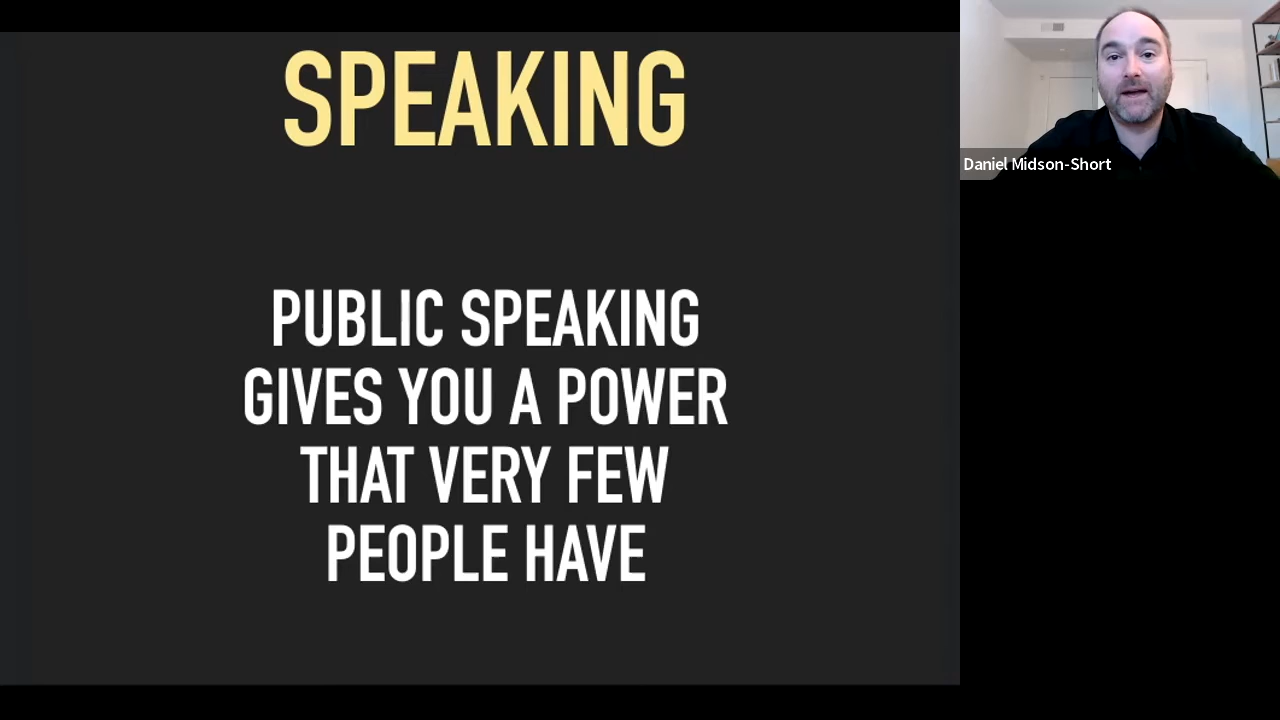 SPEAKING
PUBLIC SPEAKING
GIVES YOU A POWER
THAT VERY FEW
PEOPLE HAVE
Daniel Midson-Short